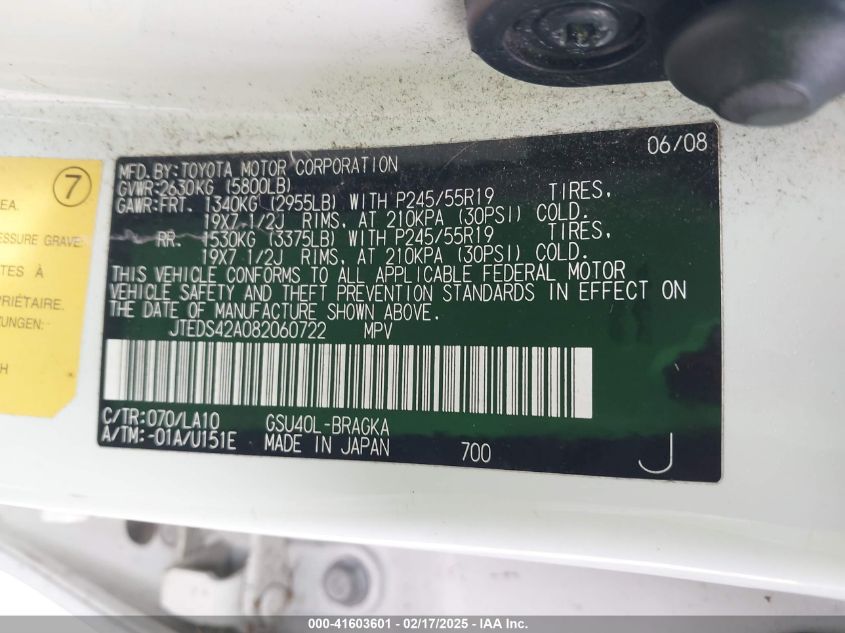 7
EA.
ESSURE GRAVE
TES À
PRIÉTAIRE.
ZUNGEN:
H
MFD. BY: TOYOTA MOTOR CORPORATION 06/08
GVWR:2630KG (5800LB)
GAWR:FRT. 1340KG (2955LB) WITH P245/55R19 TIRES,
19X7 1/2J RIMS, AT 210KPA (30PSI) COLD.
RR. 1530KG (3375LB) WITH P245/55R19 TIRES,
19X7 1/2J RIMS, AT 210KPA (30PSI) COLD.
THIS VEHICLE CONFORMS TO ALL APPLICABLE FEDERAL MOTOR
VEHICLE SAFETY AND THEFT PREVENTION STANDARDS IN EFFECT ON
THE DATE OF MANUFACTURE SHOWN ABOVE.
JTEDS42A082060722 MPV
C/TR:070/LA10 GSU40L-BRAGKA
A/TM:-01A/U151E MADE IN JAPAN 700 J
000-41603601 - 02/17/2025 - IAA Inc.